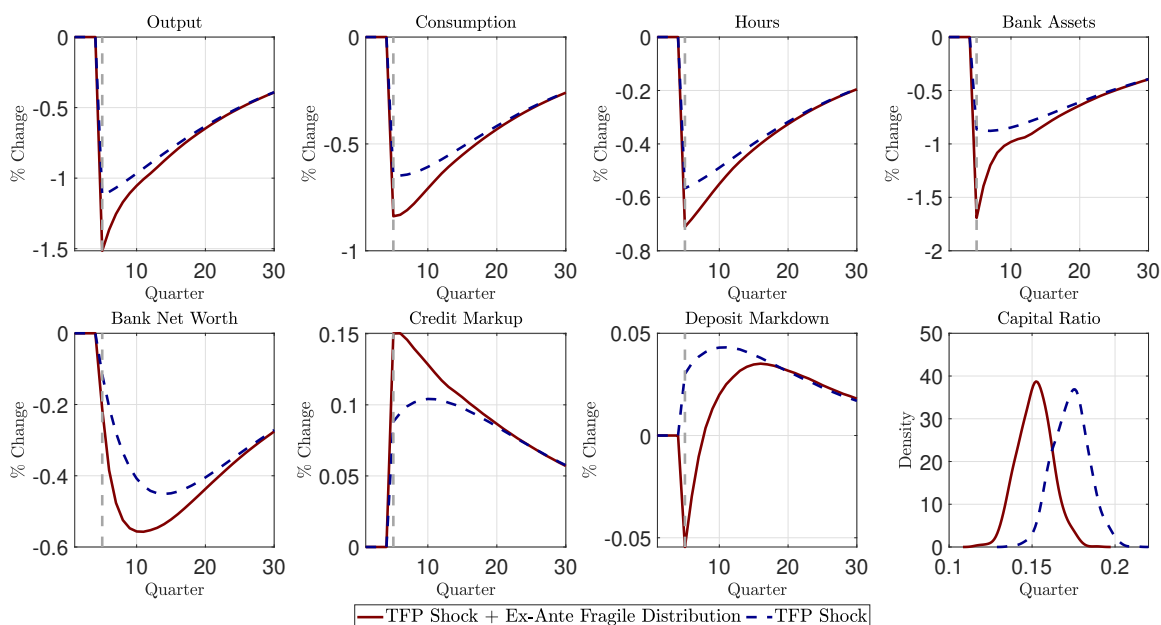 Output Consumption Hours Bank Assets
% Change
0
-0.5
-1
-1.5
10 20 30
Quarter
% Change
0
-0.5
-1
10 20 30
Quarter
% Change
0
-0.2
-0.4
-0.6
-0.8
10 20 30
Quarter
% Change
0
-0.5
-1
-1.5
-2
10 20 30
Quarter
Bank Net Worth Credit Markup Deposit Markdown Capital Ratio
% Change
0
-0.2
-0.4
-0.6
10 20 30
Quarter
% Change
0.15
0.1
0.05
0
10 20 30
Quarter
% Change
0.05
0
-0.05
10 20 30
Quarter
Density
50
40
30
20
10
0
0.1 0.15 0.2
Quarter
TFP Shock + Ex-Ante Fragile Distribution TFP Shock